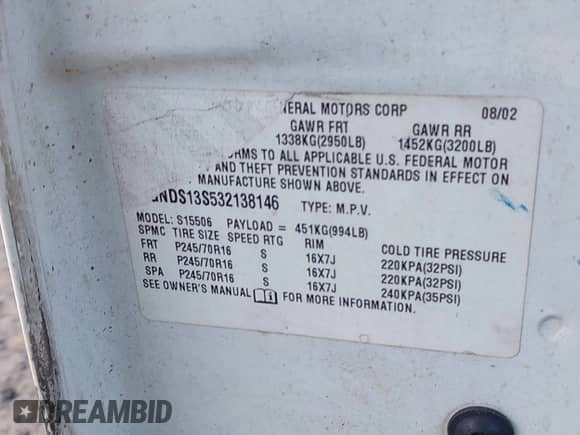 NERAL MOTORS CORP 08/02
GAWR FRT GAWR RR
1338KG(2950LB) 1452KG(3200LB)
ORMS TO ALL APPLICABLE U.S. FEDERAL MOTOR
AND THEFT PREVENTION STANDARDS IN EFFECT ON
MANUFACTURE SHOWN ABOVE.
NDS13S532138146 TYPE: M.P.V.
MODEL: S15506 PAYLOAD = 451KG(994LB)
SPMC TIRE SIZE SPEED RTG RIM COLD TIRE PRESSURE
FRT P245/70R16 S 16X7J 220KPA(32PSI)
RR P245/70R16 S 16X7J 220KPA(32PSI)
SPA P245/70R16 S 16X7J 240KPA(35PSI)
SEE OWNER'S MANUAL FOR MORE INFORMATION.
DREAMBID